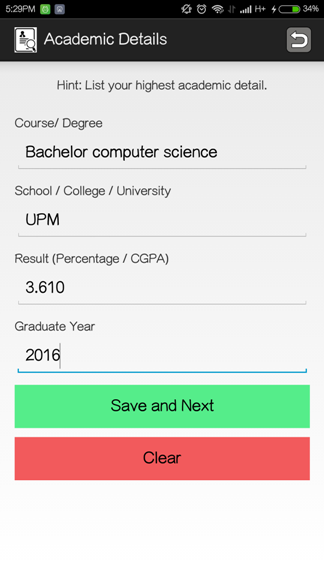 5:29PM H+ 34%
Academic Details
Hint: List your highest academic detail.
Course/ Degree
Bachelor computer science
School / College / University
UPM
Result (Percentage / CGPA)
3.610
Graduate Year
2016
Save and Next
Clear